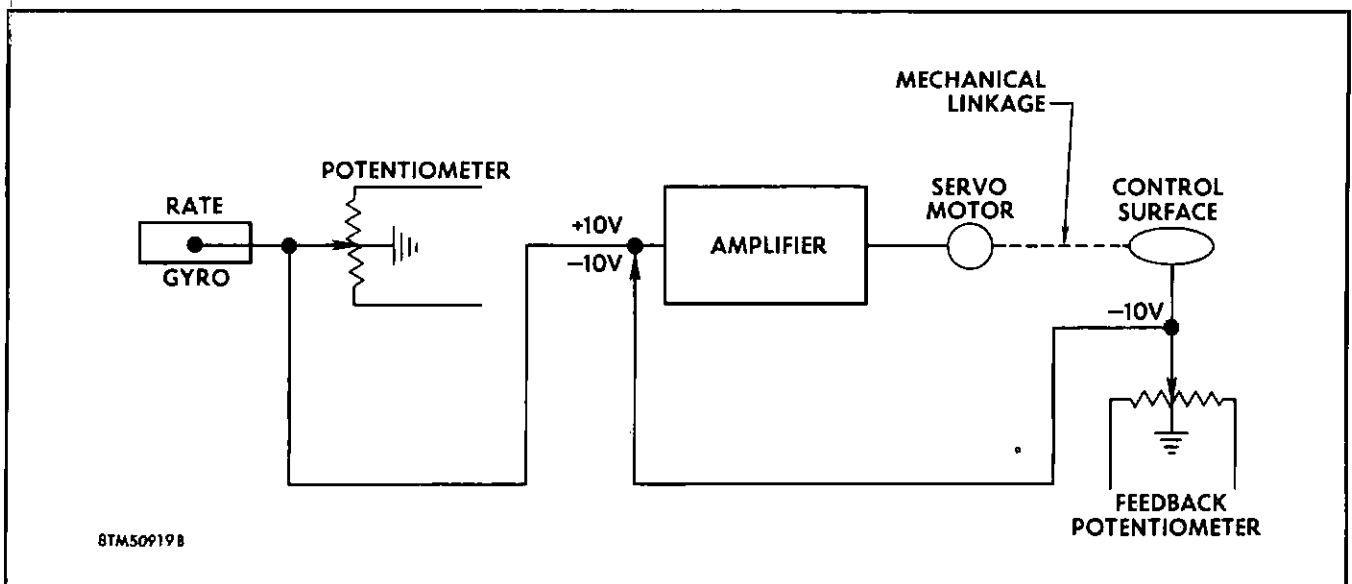 MECHANICAL
LINKAGE
POTENTIOMETER
RATE
GYRO
+10V
−10V
AMPLIFIER
SERVO
MOTOR
CONTROL
SURFACE
−10V
FEEDBACK
POTENTIOMETER
8TM50919B